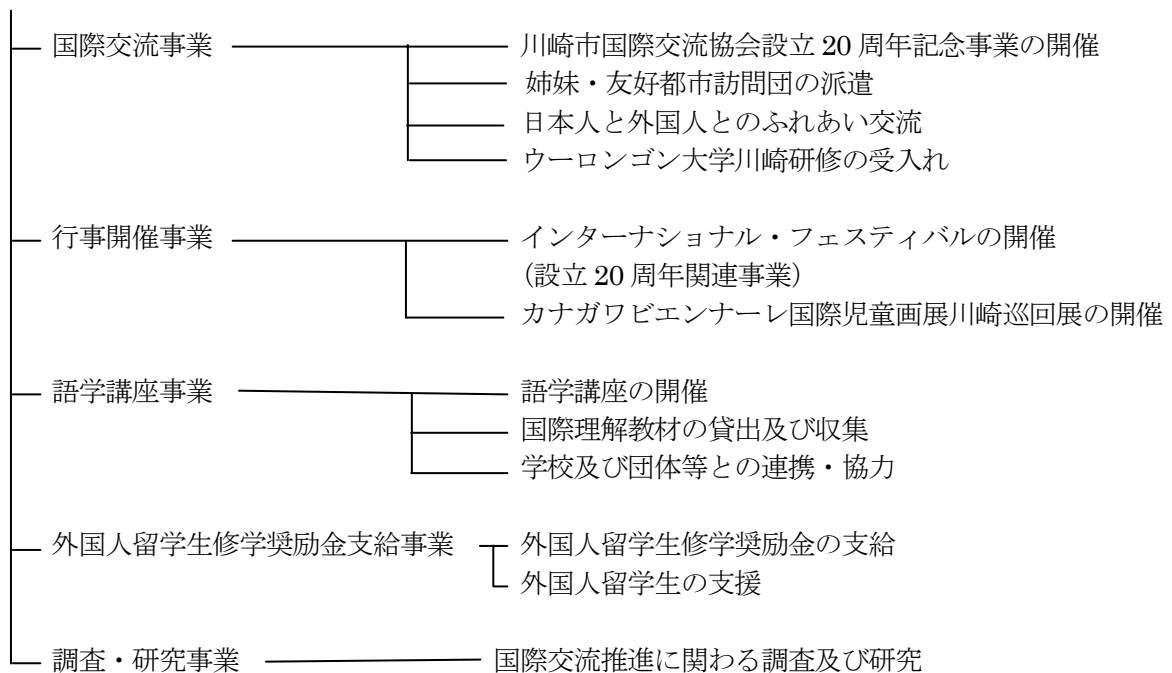 国際交流事業 川崎市国際交流協会設立 20 周年記念事業の開催
姉妹・友好都市訪問団の派遣
日本人と外国人とのふれあい交流
ウーロンゴン大学川崎研修の受入れ
行事開催事業 インターナショナル・フェスティバルの開催
(設立 20 周年関連事業)
カナガワビエンナーレ国際児童画展川崎巡回展の開催
語学講座事業 語学講座の開催
国際理解教材の貸出及び収集
学校及び団体等との連携・協力
外国人留学生修学奨励金支給事業 外国人留学生修学奨励金の支給
外国人留学生の支援
調査・研究事業 国際交流推進に関わる調査及び研究